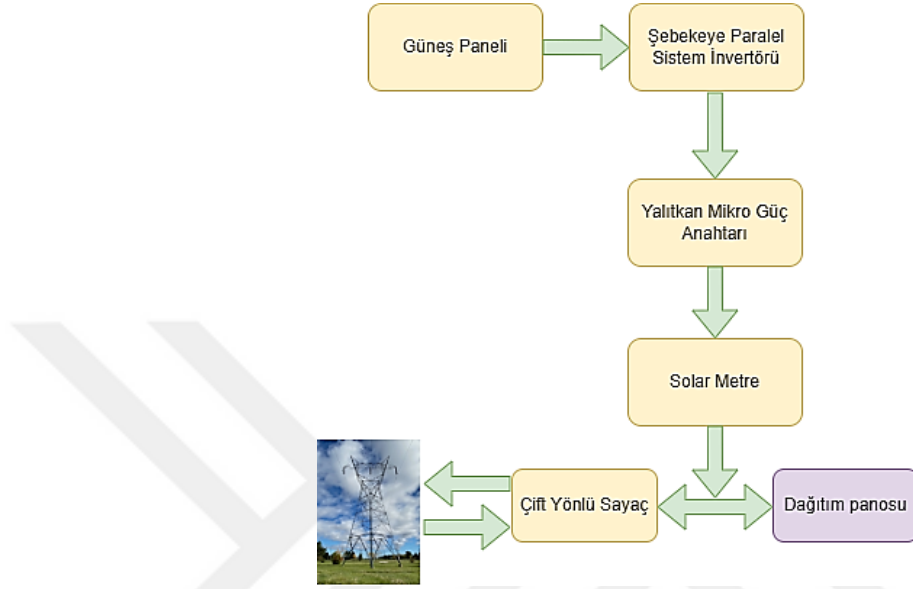 Güneş Paneli
Şebekeye Paralel
Sistem İnvertörü
Yalıtkan Mikro Güç
Anahtarı
Solar Metre
Çift Yönlü Sayaç
Dağıtım panosu